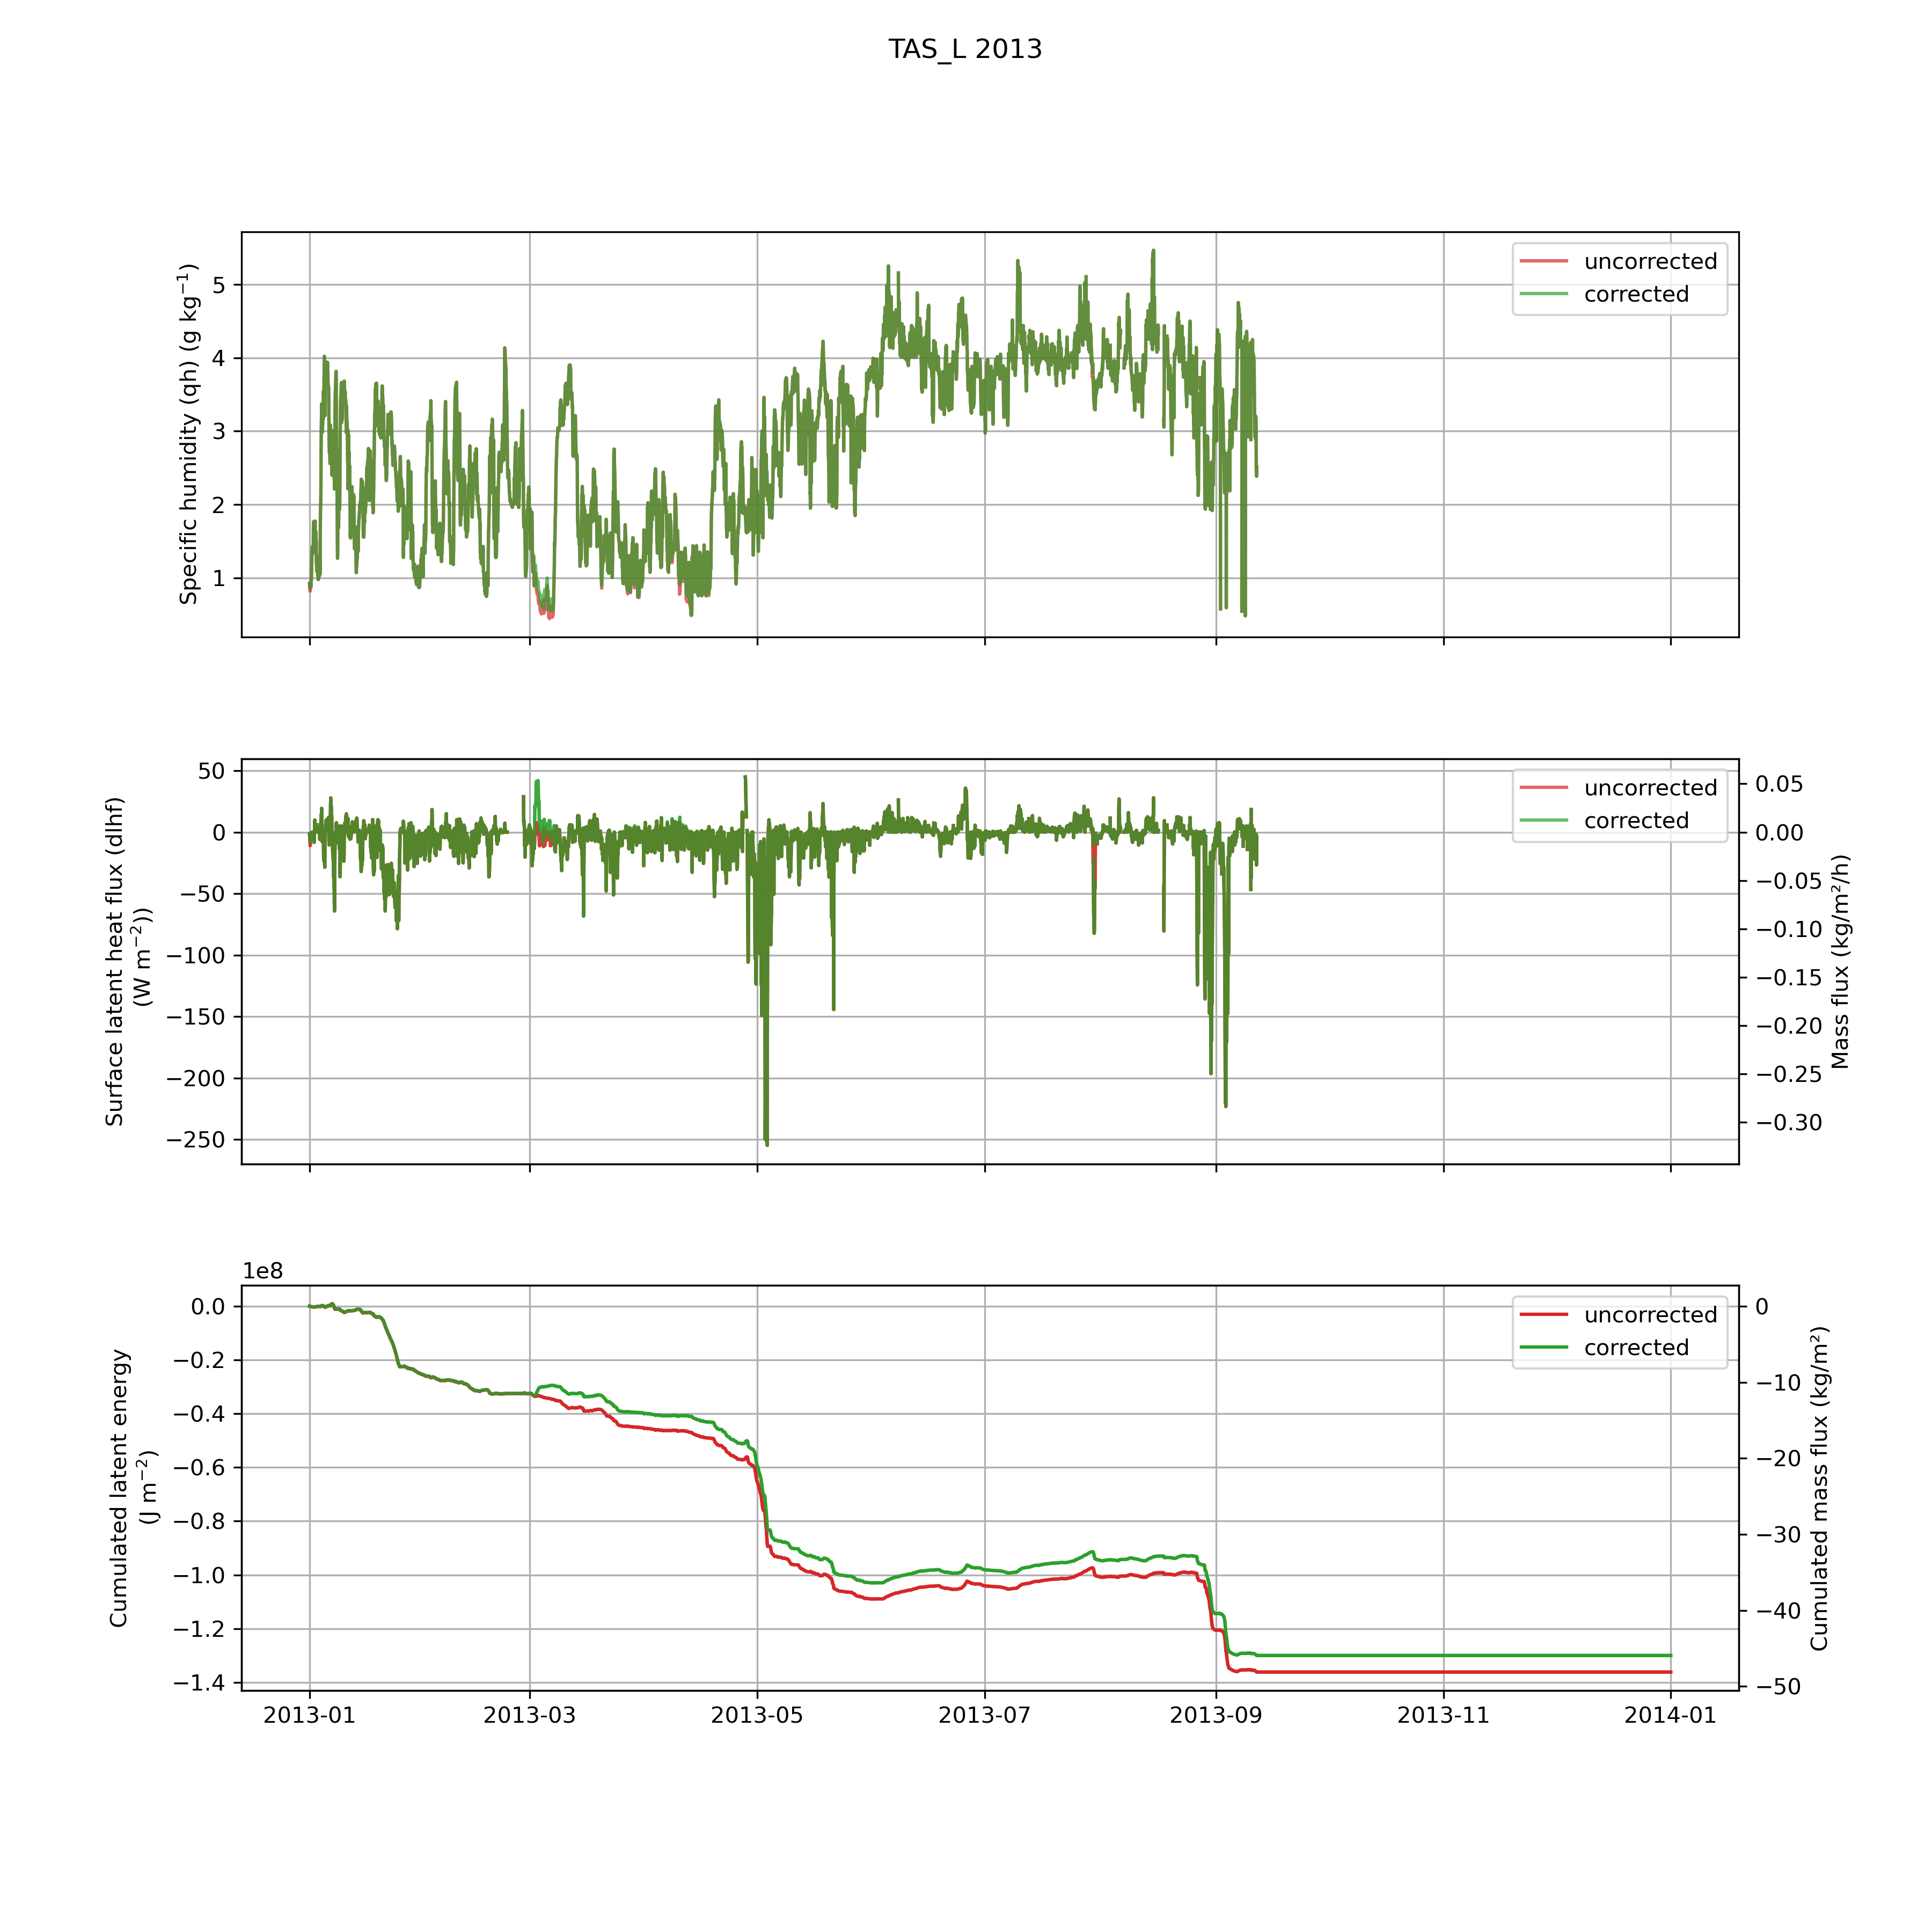 TAS_L 2013
Specific humidity (qh) (g kg⁻¹)
5
4
3
2
1
uncorrected
corrected
Surface latent heat flux (dlhf)
(W m⁻²))
50
0
−50
−100
−150
−200
−250
uncorrected
corrected
0.05
0.00
−0.05
−0.10
−0.15
−0.20
−0.25
−0.30
Mass flux (kg/m²/h)
1e8
Cumulated latent energy
(J m⁻²)
0.0
−0.2
−0.4
−0.6
−0.8
−1.0
−1.2
−1.4
uncorrected
corrected
0
−10
−20
−30
−40
−50
Cumulated mass flux (kg/m²)
2013-01
2013-03
2013-05
2013-07
2013-09
2013-11
2014-01